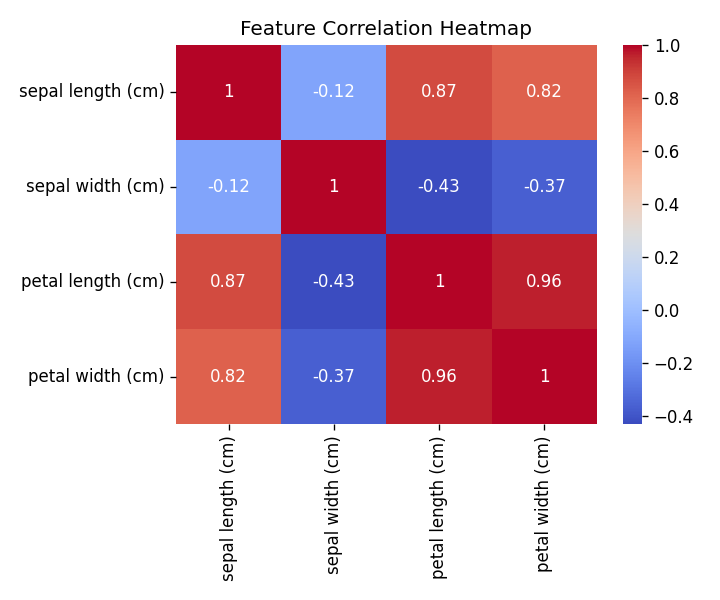 Feature Correlation Heatmap
sepal length (cm)
1
-0.12
0.87
0.82
sepal width (cm)
-0.12
1
-0.43
-0.37
petal length (cm)
0.87
-0.43
1
0.96
petal width (cm)
0.82
-0.37
0.96
1
sepal length (cm)
sepal width (cm)
petal length (cm)
petal width (cm)
1.0
0.8
0.6
0.4
0.2
0.0
−0.2
−0.4